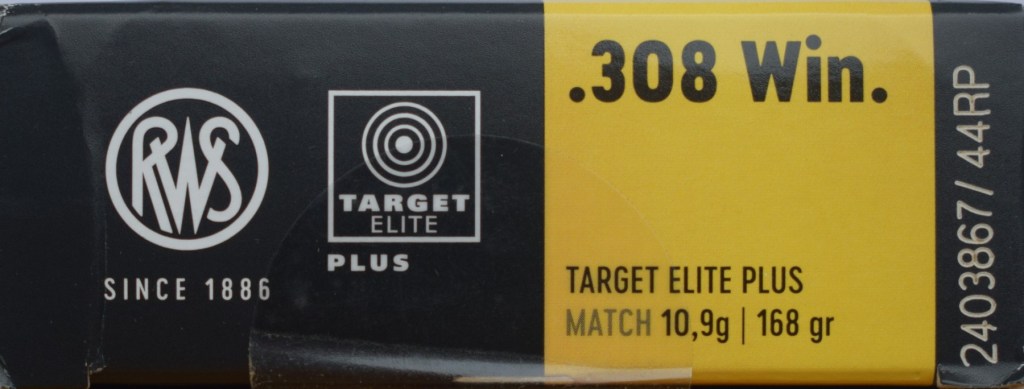 RWS
SINCE 1886
TARGET
ELITE
PLUS
.308 Win.
TARGET ELITE PLUS
MATCH 10,9g | 168 gr
2403867 / 44RP